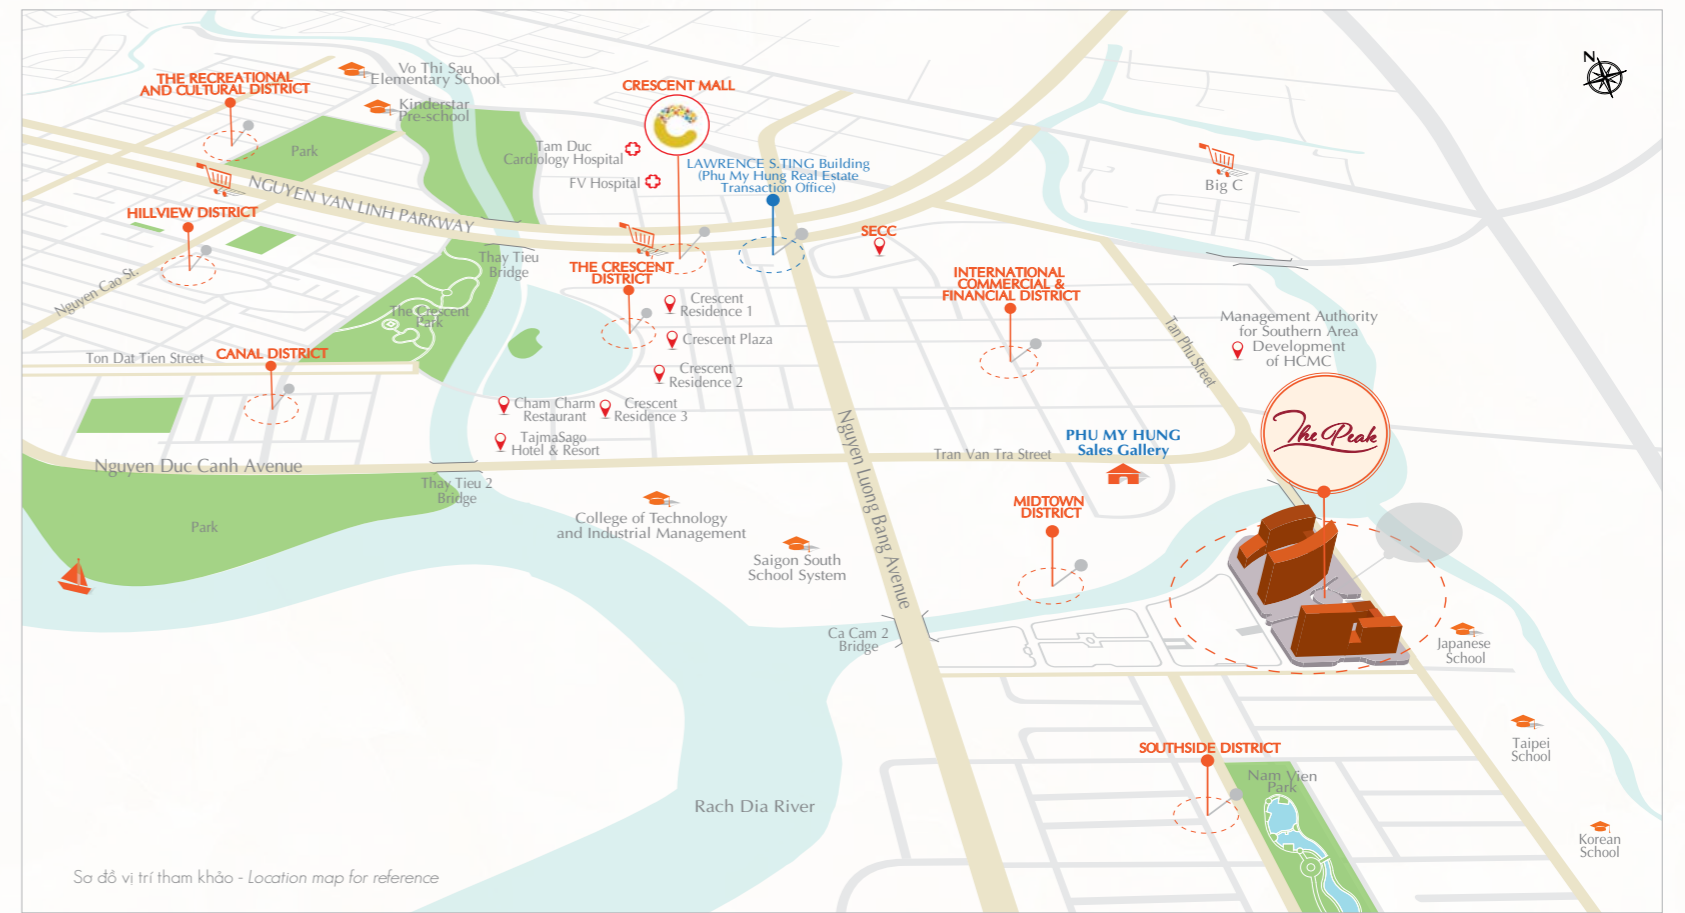 N
Vo Thi Sau
Elementary School
THE RECREATIONAL
AND CULTURAL DISTRICT
Kinderstar
Pre-school
CRESCENT MALL
Park
Tam Duc
Cardiology Hospital
FV Hospital
LAWRENCE S.TING Building
(Phu My Hung Real Estate
Transaction Office)
Big C
NGUYEN VAN LINH PARKWAY
HILLVIEW DISTRICT
SECC
Thay Tieu
Bridge
THE CRESCENT
DISTRICT
INTERNATIONAL
COMMERCIAL &
FINANCIAL DISTRICT
Nguyen Cao St.
The Crescent
Park
Crescent
Residence 1
Crescent Plaza
Crescent
Residence 2
Tan Phu Street
Management Authority
for Southern Area
Development
of HCMC
Ton Dat Tien Street
CANAL DISTRICT
Cham Charm
Restaurant
Crescent
Residence 3
TajmaSago
Hotel & Resort
The Peak
PHU MY HUNG
Sales Gallery
Tran Van Tra Street
Nguyen Luong Bang Avenue
Nguyen Duc Canh Avenue
Thay Tieu 2
Bridge
Park
College of Technology
and Industrial Management
MIDTOWN
DISTRICT
Saigon South
School System
Ca Cam 2
Bridge
Japanese
School
Taipei
School
SOUTHSIDE DISTRICT
Nam Vien
Park
Rach Dia River
Korean
School
Sơ đồ vị trí tham khảo - Location map for reference